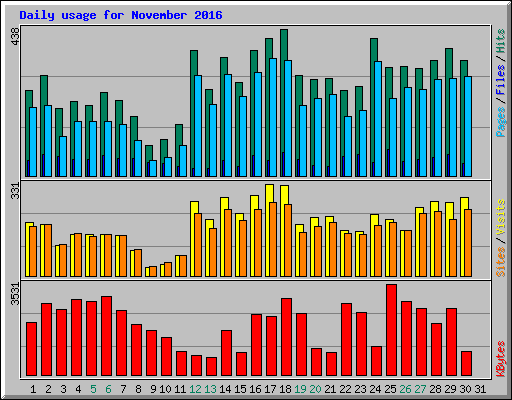 Daily usage for November 2016
438
Pages / Files / Hits
331
Sites / Visits
3531
KBytes
1 2 3 4 5 6 7 8 9 10 11 12 13 14 15 16 17 18 19 20 21 22 23 24 25 26 27 28 29 30 31